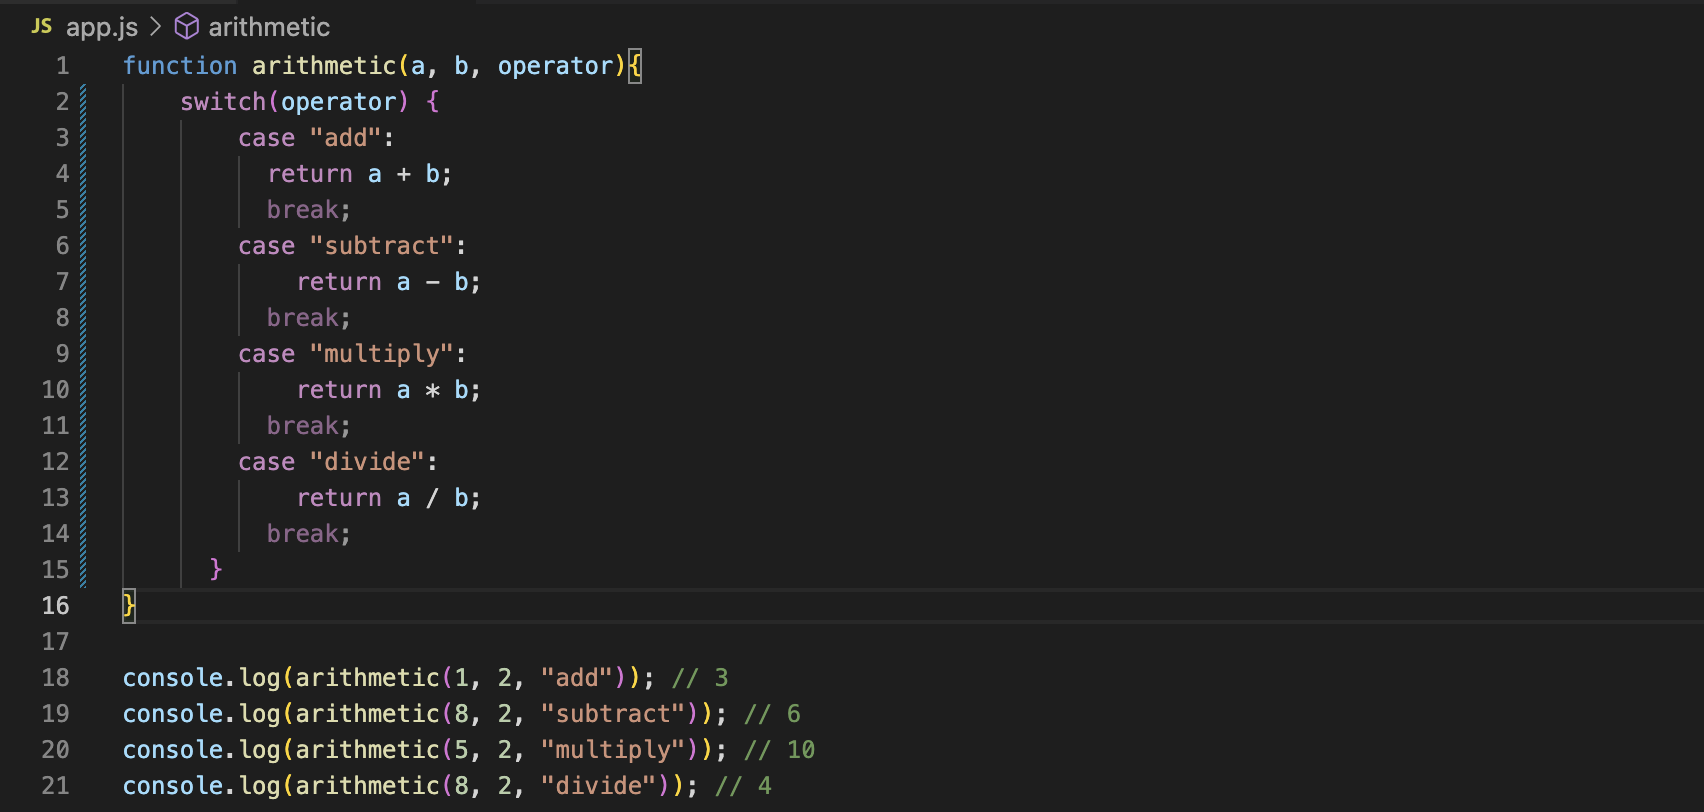 JS app.js > arithmetic
1 function arithmetic(a, b, operator){
2     switch(operator) {
3         case "add":
4           return a + b;
5           break;
6         case "subtract":
7             return a - b;
8           break;
9         case "multiply":
10             return a * b;
11           break;
12         case "divide":
13             return a / b;
14           break;
15       }
16 }
17
18 console.log(arithmetic(1, 2, "add")); // 3
19 console.log(arithmetic(8, 2, "subtract")); // 6
20 console.log(arithmetic(5, 2, "multiply")); // 10
21 console.log(arithmetic(8, 2, "divide")); // 4